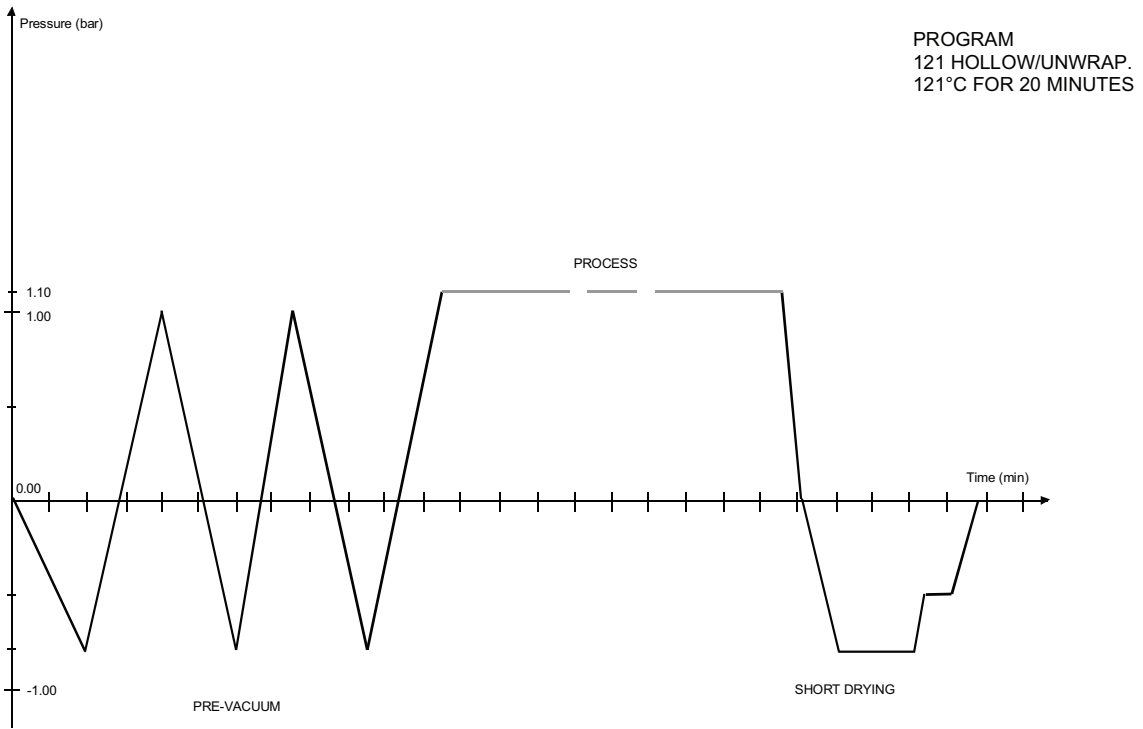 Pressure (bar)
PROGRAM
121 HOLLOW/UNWRAP.
121°C FOR 20 MINUTES
PROCESS
1.10
1.00
0.00
Time (min)
-1.00
SHORT DRYING
PRE-VACUUM